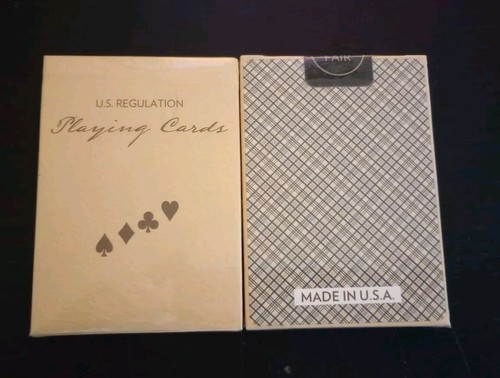 U.S. REGULATION
Playing Cards
FAIR
MADE IN U.S.A.